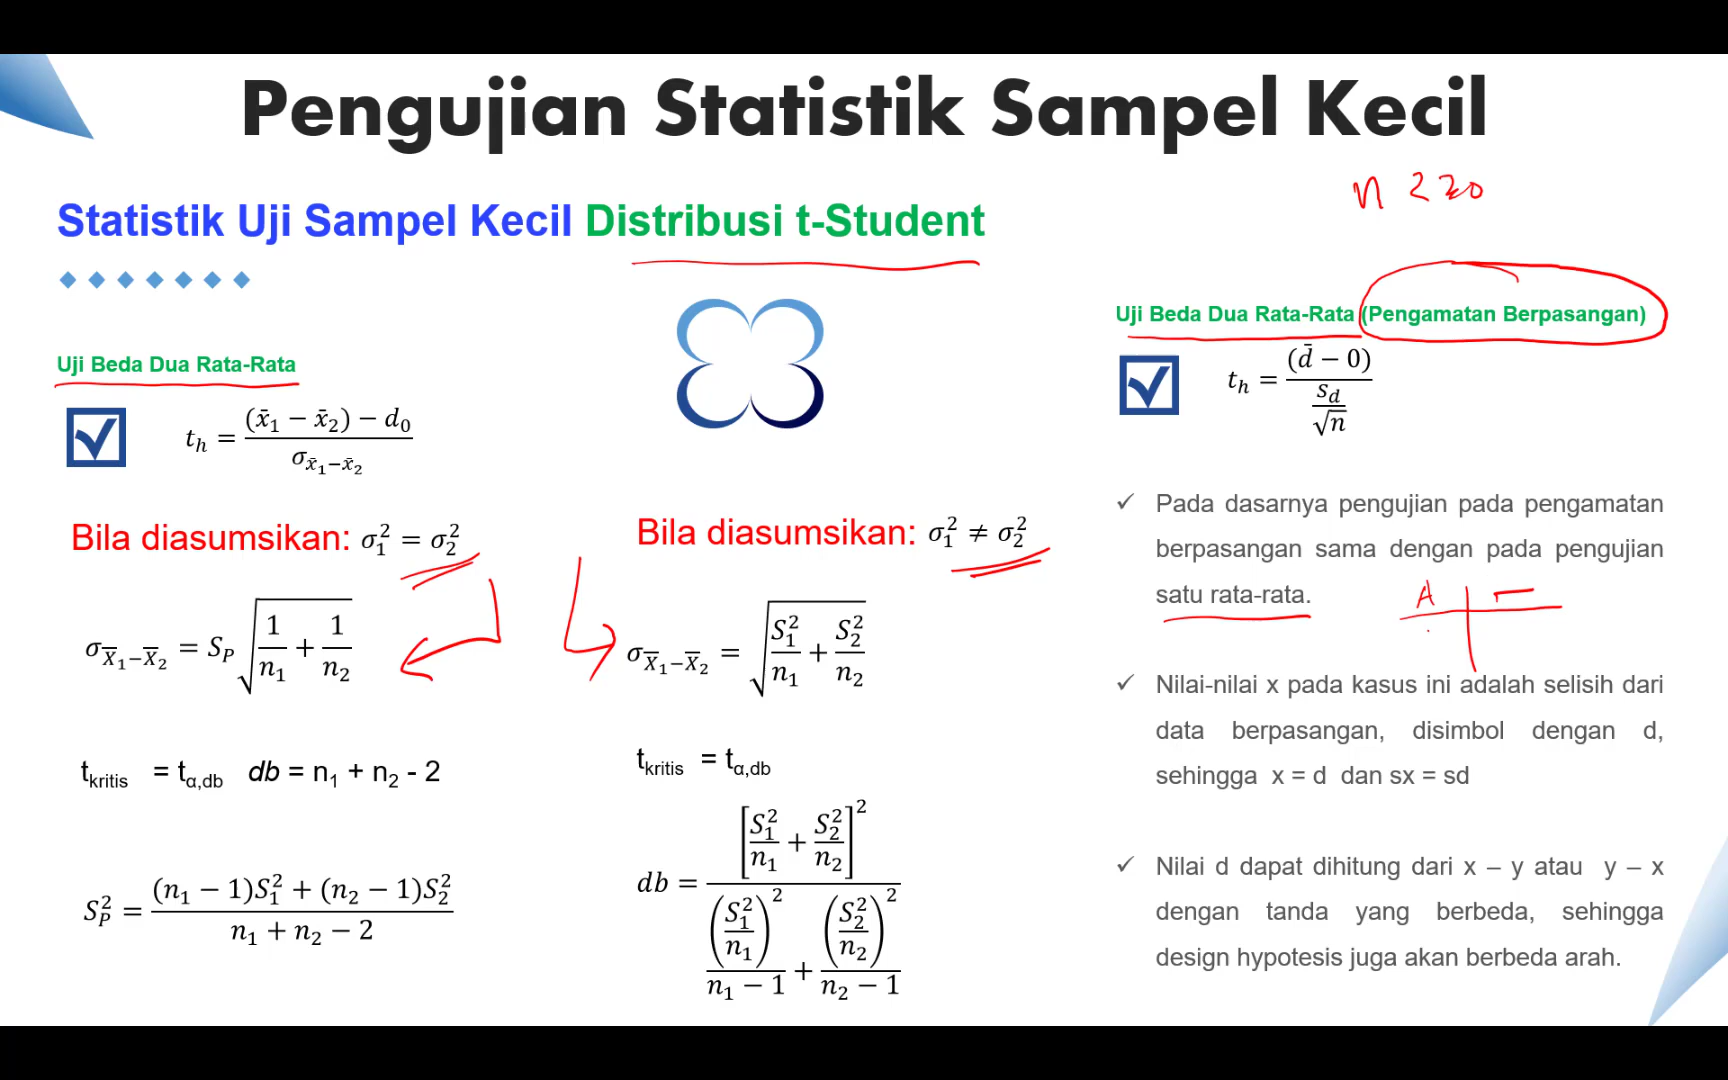 Pengujian Statistik Sampel Kecil
n < 30
Statistik Uji Sampel Kecil Distribusi t-Student
Uji Beda Dua Rata-Rata
t_h = ((x̄₁ − x̄₂) − d₀) / σ_x̄₁−x̄₂
Bila diasumsikan: σ₁² = σ₂²
σ_X̄₁−X̄₂ = S_P √(1/n₁ + 1/n₂)
t_kritis = t_α,db db = n₁ + n₂ - 2
S_P² = ((n₁ − 1)S₁² + (n₂ − 1)S₂²) / (n₁ + n₂ − 2)
Bila diasumsikan: σ₁² ≠ σ₂²
σ_X̄₁−X̄₂ = √(S₁²/n₁ + S₂²/n₂)
t_kritis = t_α,db
db = [S₁²/n₁ + S₂²/n₂]² / ((S₁²/n₁)²/(n₁ − 1) + (S₂²/n₂)²/(n₂ − 1))
Uji Beda Dua Rata-Rata (Pengamatan Berpasangan)
t_h = (d̄ − 0) / (s_d/√n)
✓ Pada dasarnya pengujian pada pengamatan
berpasangan sama dengan pada pengujian
satu rata-rata.
A
✓ Nilai-nilai x pada kasus ini adalah selisih dari
data berpasangan, disimbol dengan d,
sehingga x = d dan sx = sd
✓ Nilai d dapat dihitung dari x – y atau y – x
dengan tanda yang berbeda, sehingga
design hypotesis juga akan berbeda arah.